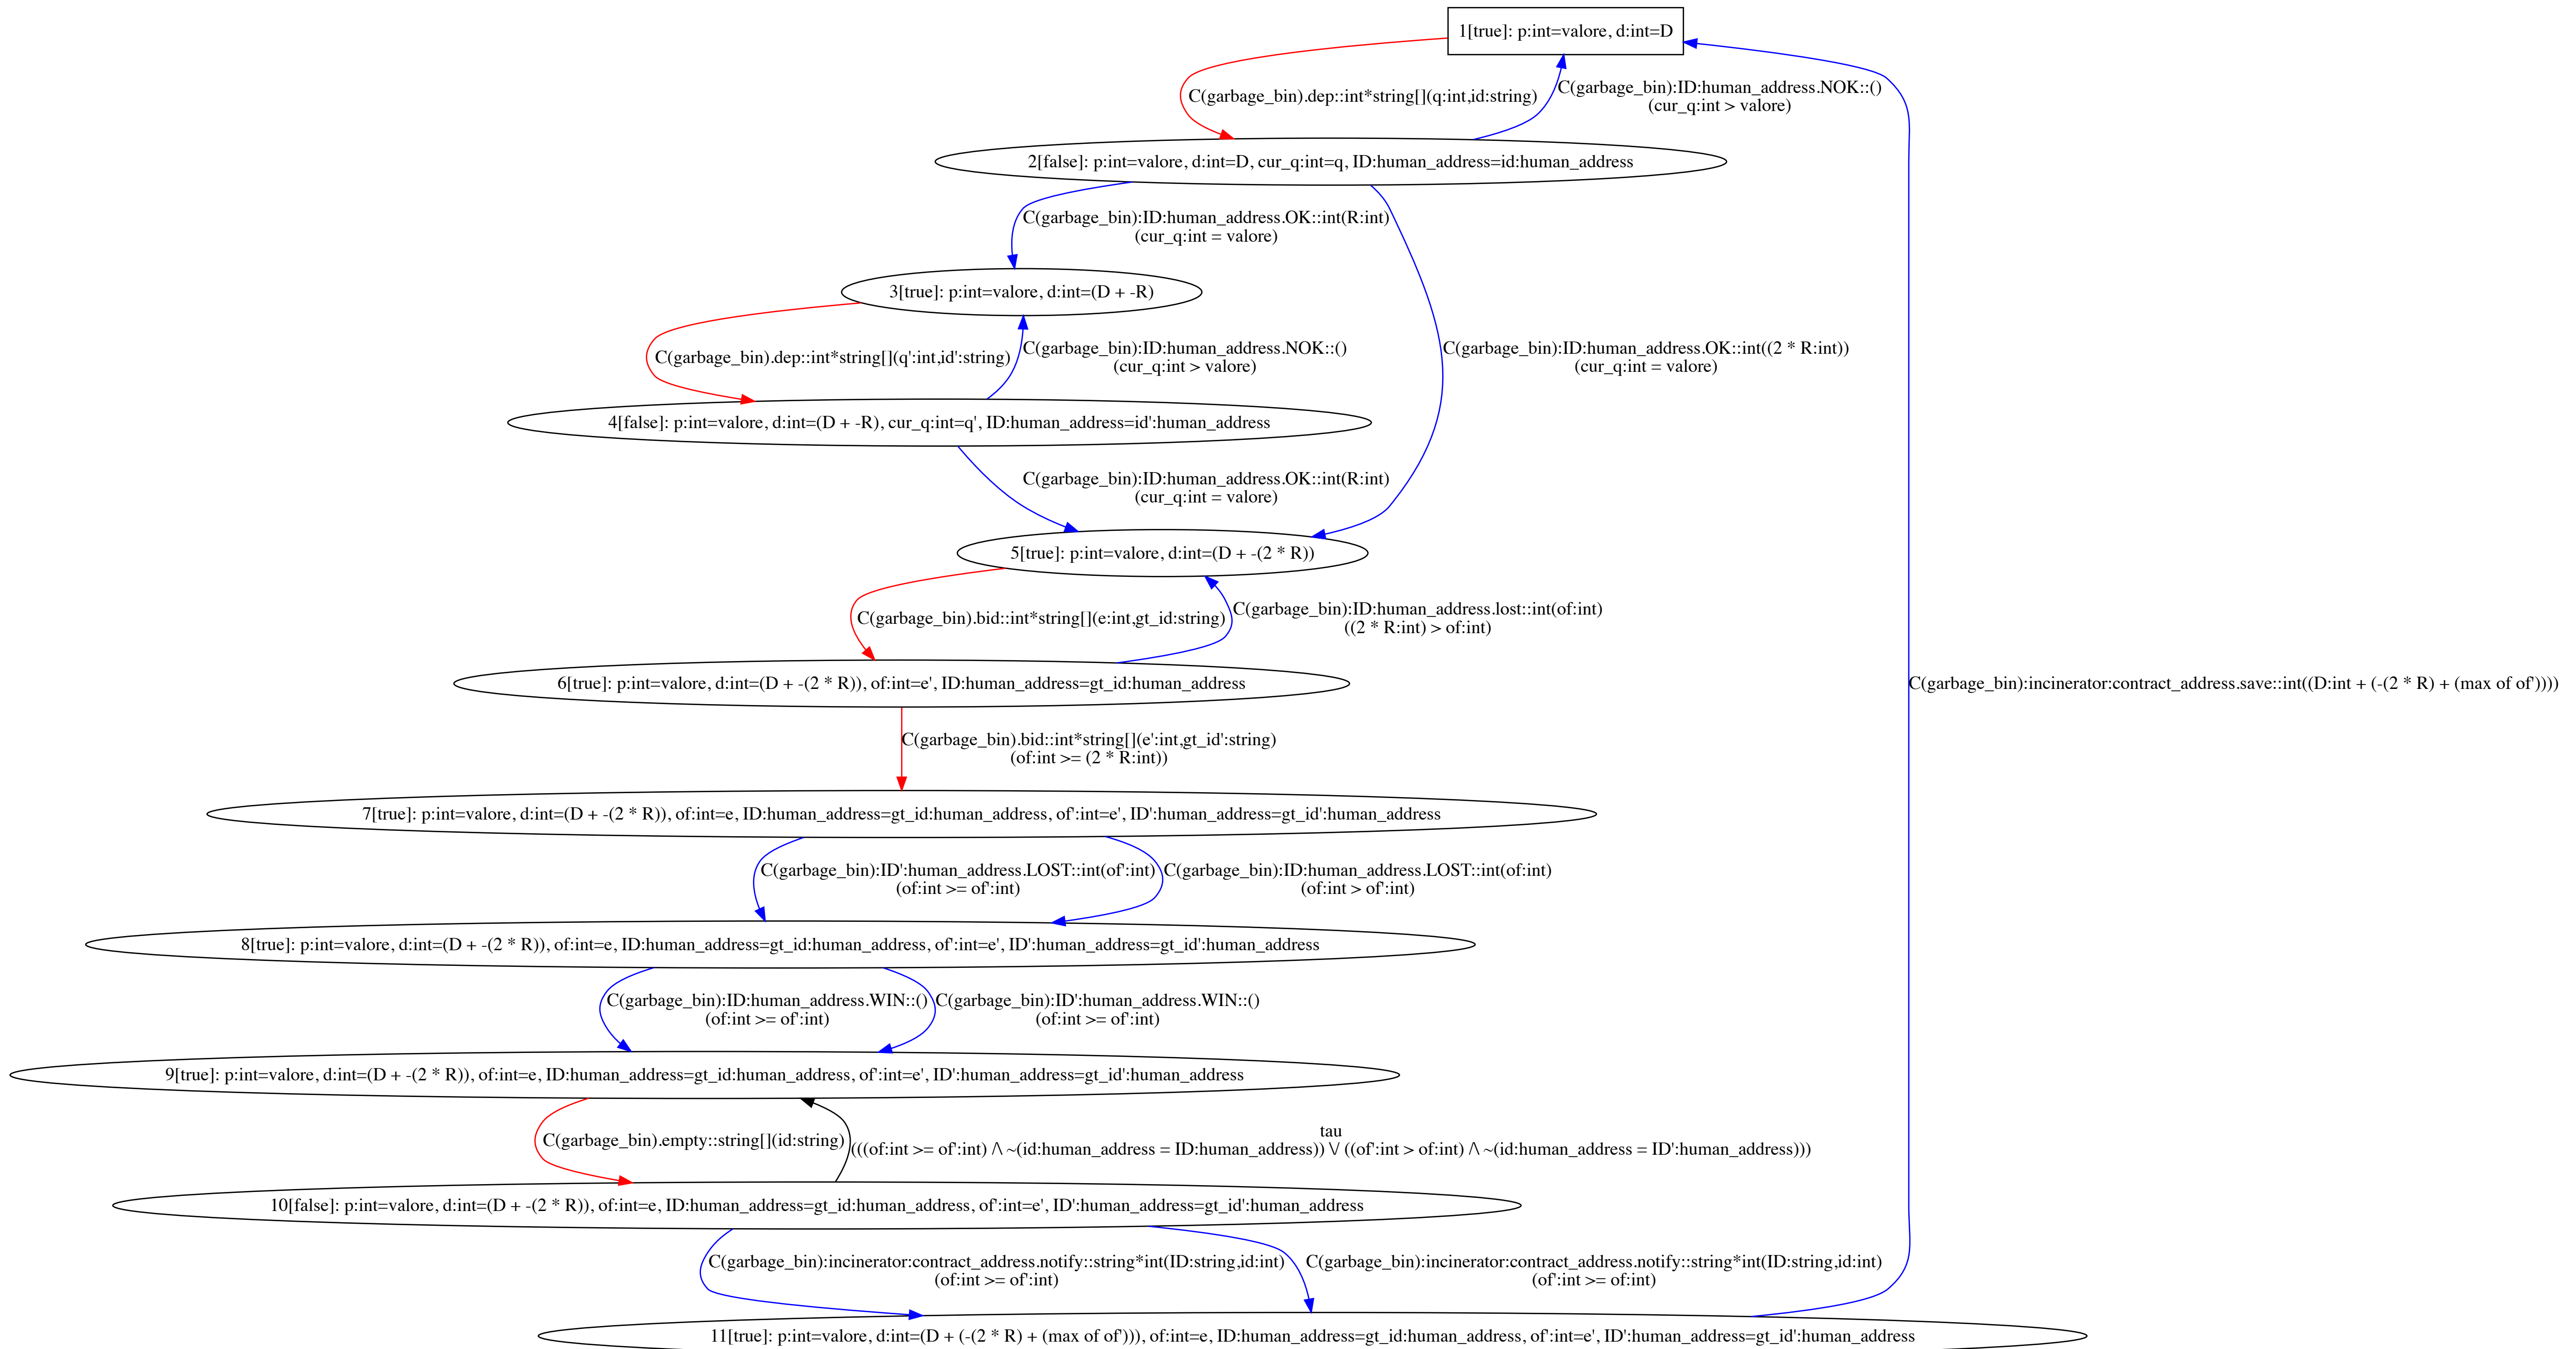 1[true]: p:int=valore, d:int=D
C(garbage_bin).dep::int*string[](q:int,id:string)
C(garbage_bin):ID:human_address.NOK::()
(cur_q:int > valore)
2[false]: p:int=valore, d:int=D, cur_q:int=q, ID:human_address=id:human_address
C(garbage_bin):ID:human_address.OK::int(R:int)
(cur_q:int = valore)
3[true]: p:int=valore, d:int=(D + -R)
C(garbage_bin).dep::int*string[](q':int,id':string)
C(garbage_bin):ID:human_address.NOK::()
(cur_q:int > valore)
C(garbage_bin):ID:human_address.OK::int((2 * R:int))
(cur_q:int = valore)
4[false]: p:int=valore, d:int=(D + -R), cur_q:int=q', ID:human_address=id':human_address
C(garbage_bin):ID:human_address.OK::int(R:int)
(cur_q:int = valore)
5[true]: p:int=valore, d:int=(D + -(2 * R))
C(garbage_bin).bid::int*string[](e:int,gt_id:string)
C(garbage_bin):ID:human_address.lost::int(of:int)
((2 * R:int) > of:int)
6[true]: p:int=valore, d:int=(D + -(2 * R)), of:int=e', ID:human_address=gt_id:human_address
C(garbage_bin):incinerator:contract_address.save::int((D:int + (-(2 * R) + (max of of'))))
C(garbage_bin).bid::int*string[](e':int,gt_id':string)
(of:int >= (2 * R:int))
7[true]: p:int=valore, d:int=(D + -(2 * R)), of:int=e, ID:human_address=gt_id:human_address, of':int=e', ID':human_address=gt_id':human_address
C(garbage_bin):ID':human_address.LOST::int(of':int)
(of:int >= of':int)
C(garbage_bin):ID:human_address.LOST::int(of:int)
(of:int > of':int)
8[true]: p:int=valore, d:int=(D + -(2 * R)), of:int=e, ID:human_address=gt_id:human_address, of':int=e', ID':human_address=gt_id':human_address
C(garbage_bin):ID:human_address.WIN::()
(of:int >= of':int)
C(garbage_bin):ID':human_address.WIN::()
(of:int >= of':int)
9[true]: p:int=valore, d:int=(D + -(2 * R)), of:int=e, ID:human_address=gt_id:human_address, of':int=e', ID':human_address=gt_id':human_address
C(garbage_bin).empty::string[](id:string)
tau
(((of:int >= of':int) /\ ~(id:human_address = ID:human_address)) \/ ((of':int > of:int) /\ ~(id:human_address = ID':human_address)))
10[false]: p:int=valore, d:int=(D + -(2 * R)), of:int=e, ID:human_address=gt_id:human_address, of':int=e', ID':human_address=gt_id':human_address
C(garbage_bin):incinerator:contract_address.notify::string*int(ID:string,id:int)
(of:int >= of':int)
C(garbage_bin):incinerator:contract_address.notify::string*int(ID:string,id:int)
(of':int >= of:int)
11[true]: p:int=valore, d:int=(D + (-(2 * R) + (max of of'))), of:int=e, ID:human_address=gt_id:human_address, of':int=e', ID':human_address=gt_id':human_address